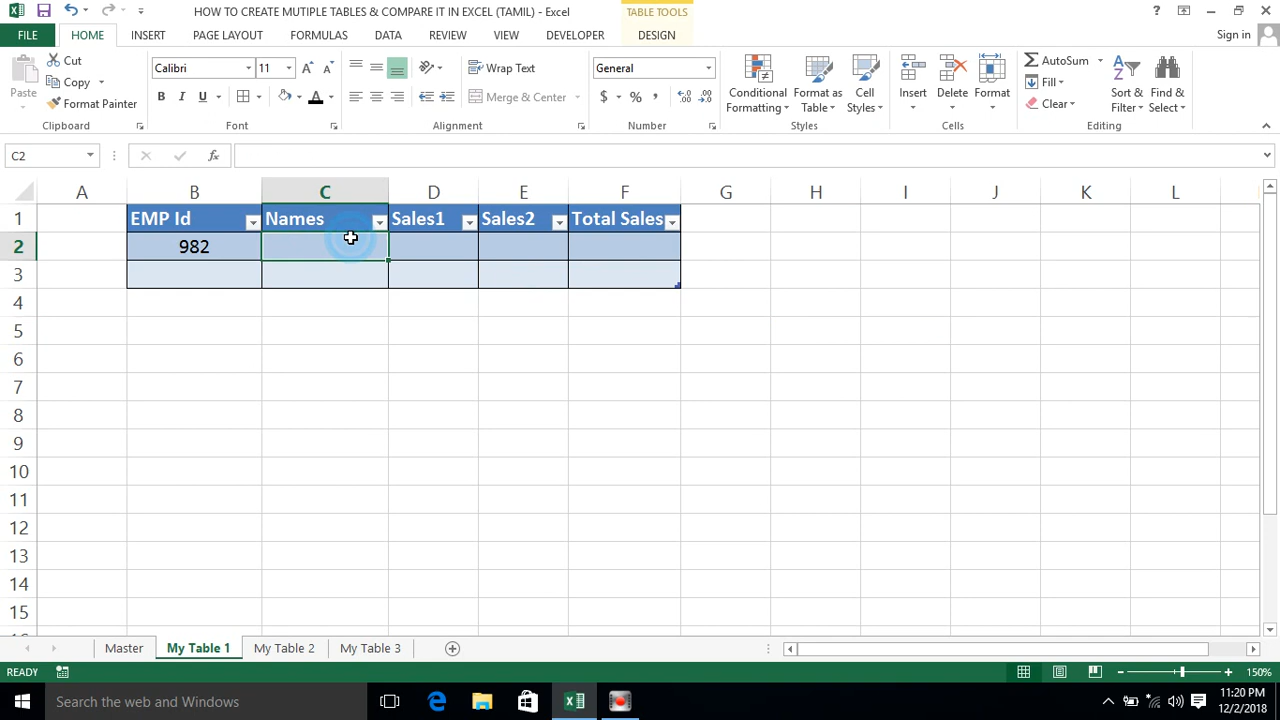 HOW TO CREATE MUTIPLE TABLES & COMPARE IT IN EXCEL (TAMIL) - Excel
TABLE TOOLS
?
FILE HOME INSERT PAGE LAYOUT FORMULAS DATA REVIEW VIEW DEVELOPER DESIGN Sign in
Paste
Cut
Copy
Format Painter
Clipboard
Calibri 11
B I U
Font
Wrap Text
Merge & Center
Alignment
General
$ % ,
Number
Conditional Formatting
Format as Table
Cell Styles
Styles
Insert
Delete
Format
Cells
AutoSum
Fill
Clear
Sort & Filter
Find & Select
Editing
C2
fx
A B C D E F G H I J K L
1 EMP Id Names Sales1 Sales2 Total Sales
2 982
3
4
5
6
7
8
9
10
11
12
13
14
15
Master My Table 1 My Table 2 My Table 3
READY 150%
Search the web and Windows
11:20 PM
12/2/2018